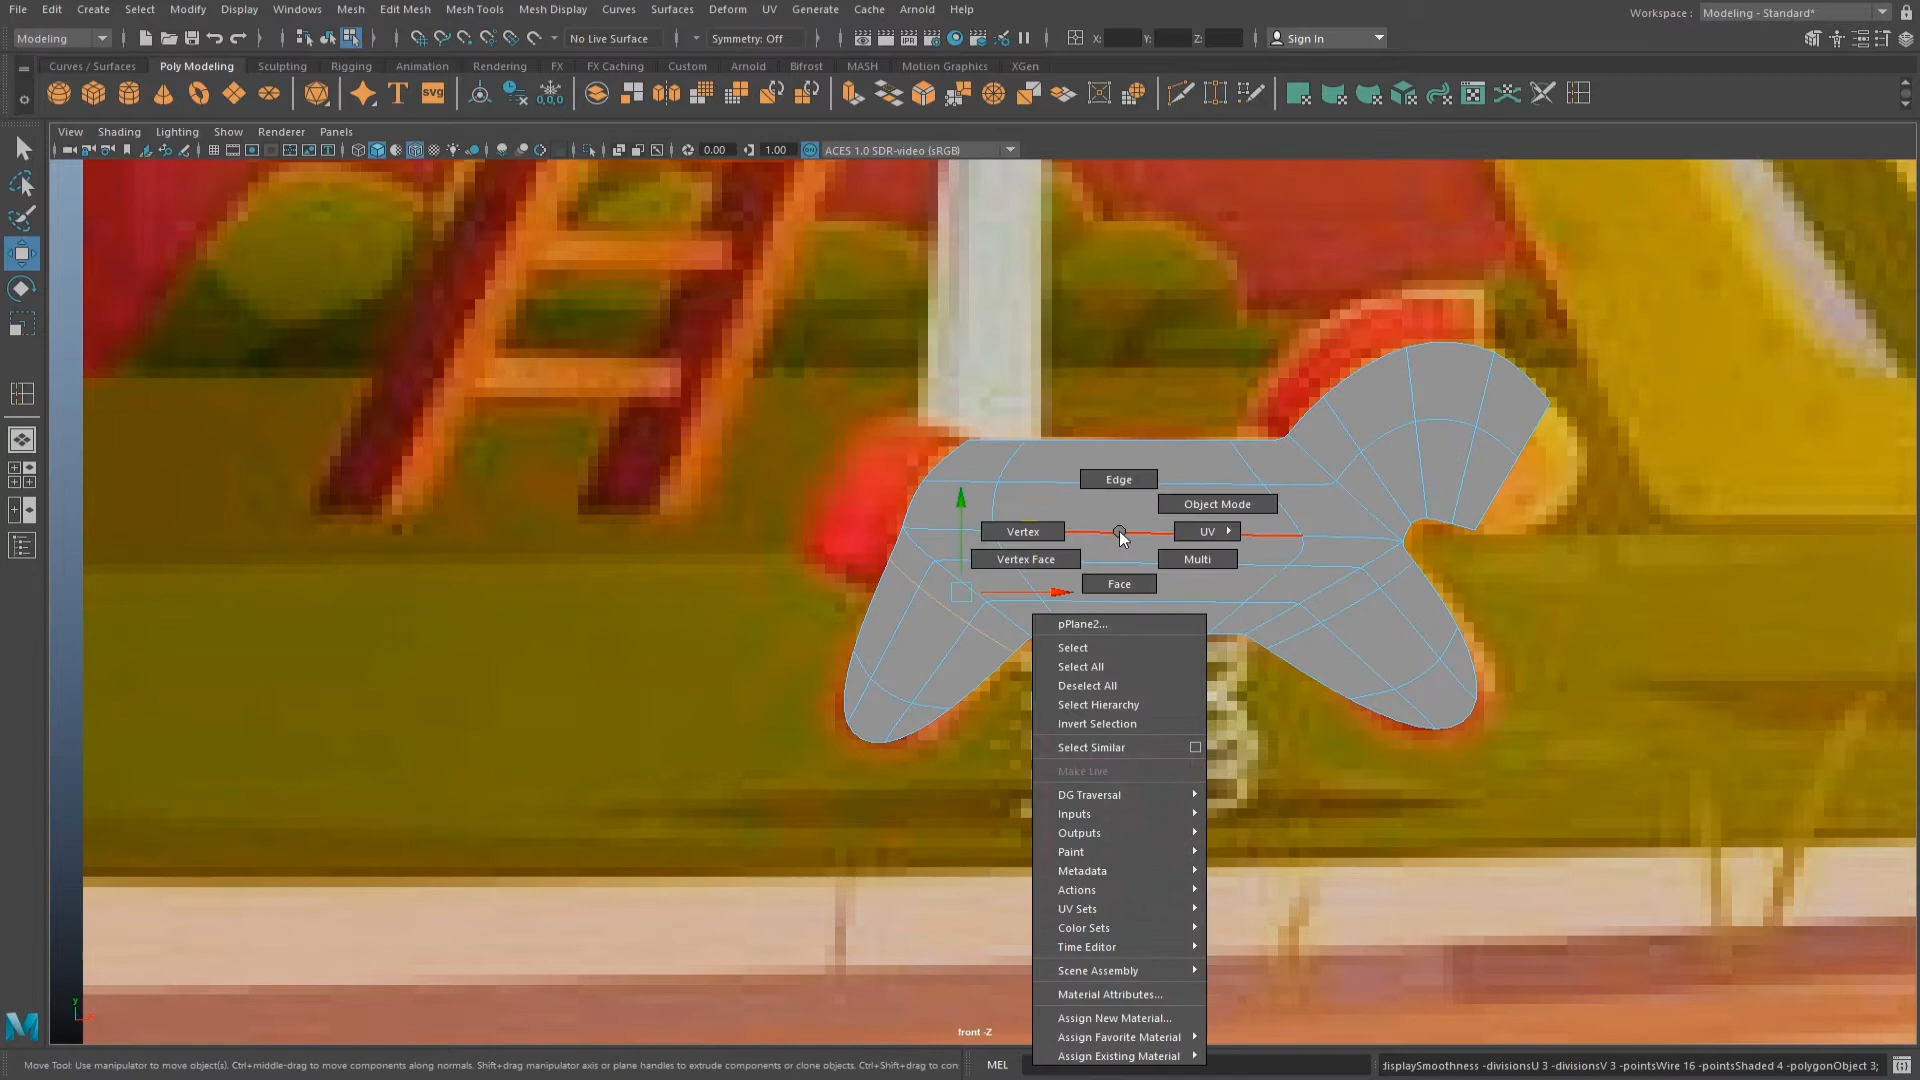 File Edit Create Select Modify Display Windows Mesh Edit Mesh Mesh Tools Mesh Display Curves Surfaces Deform UV Generate Cache Arnold Help
Workspace : Modeling - Standard*
Modeling No Live Surface Symmetry: Off X: Y: Z: Sign In
Curves / Surfaces Poly Modeling Sculpting Rigging Animation Rendering FX FX Caching Custom Arnold Bifrost MASH Motion Graphics XGen
T SVG 0,0,0
View Shading Lighting Show Renderer Panels
0.00 1.00 ACES 1.0 SDR-video (sRGB)
Edge
Object Mode
Vertex UV
Vertex Face Multi
Face
pPlane2...
Select
Select All
Deselect All
Select Hierarchy
Invert Selection
Select Similar
Make Live
DG Traversal
Inputs
Outputs
Paint
Metadata
Actions
UV Sets
Color Sets
Time Editor
Scene Assembly
Material Attributes...
Assign New Material...
Assign Favorite Material
Assign Existing Material
y
front -Z
M
Move Tool: Use manipulator to move object(s). Ctrl+middle-drag to move components along normals. Shift+drag manipulator axis or plane handles to extrude components or clone objects. Ctrl+Shift+drag to con
MEL
displaySmoothness -divisionsU 3 -divisionsV 3 -pointsWire 16 -pointsShaded 4 -polygonObject 3;